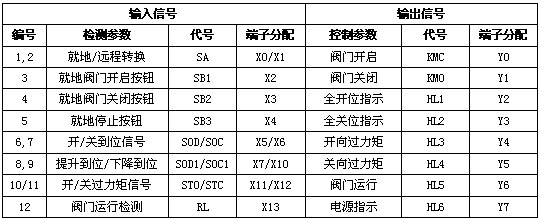 输入信号 输出信号
编号 检测参数 代号 端子分配 控制参数 代号 端子分配
1,2 就地/远程转换 SA X0/X1 阀门开启 KMC Y0
3 就地阀门开启按钮 SB1 X2 阀门关闭 KMO Y1
4 就地阀门关闭按钮 SB2 X3 全开位指示 HL1 Y2
5 就地停止按钮 SB3 X4 全关位指示 HL2 Y3
6,7 开/关到位信号 SOD/SOC X5/X6 开向过力矩 HL3 Y4
8,9 提升到位/下降到位 SOD1/SOC1 X7/X10 关向过力矩 HL4 Y5
10/11 开/关过力矩信号 STO/STC X11/X12 阀门运行 HL5 Y6
12 阀门运行检测 RL X13 电源指示 HL6 Y7